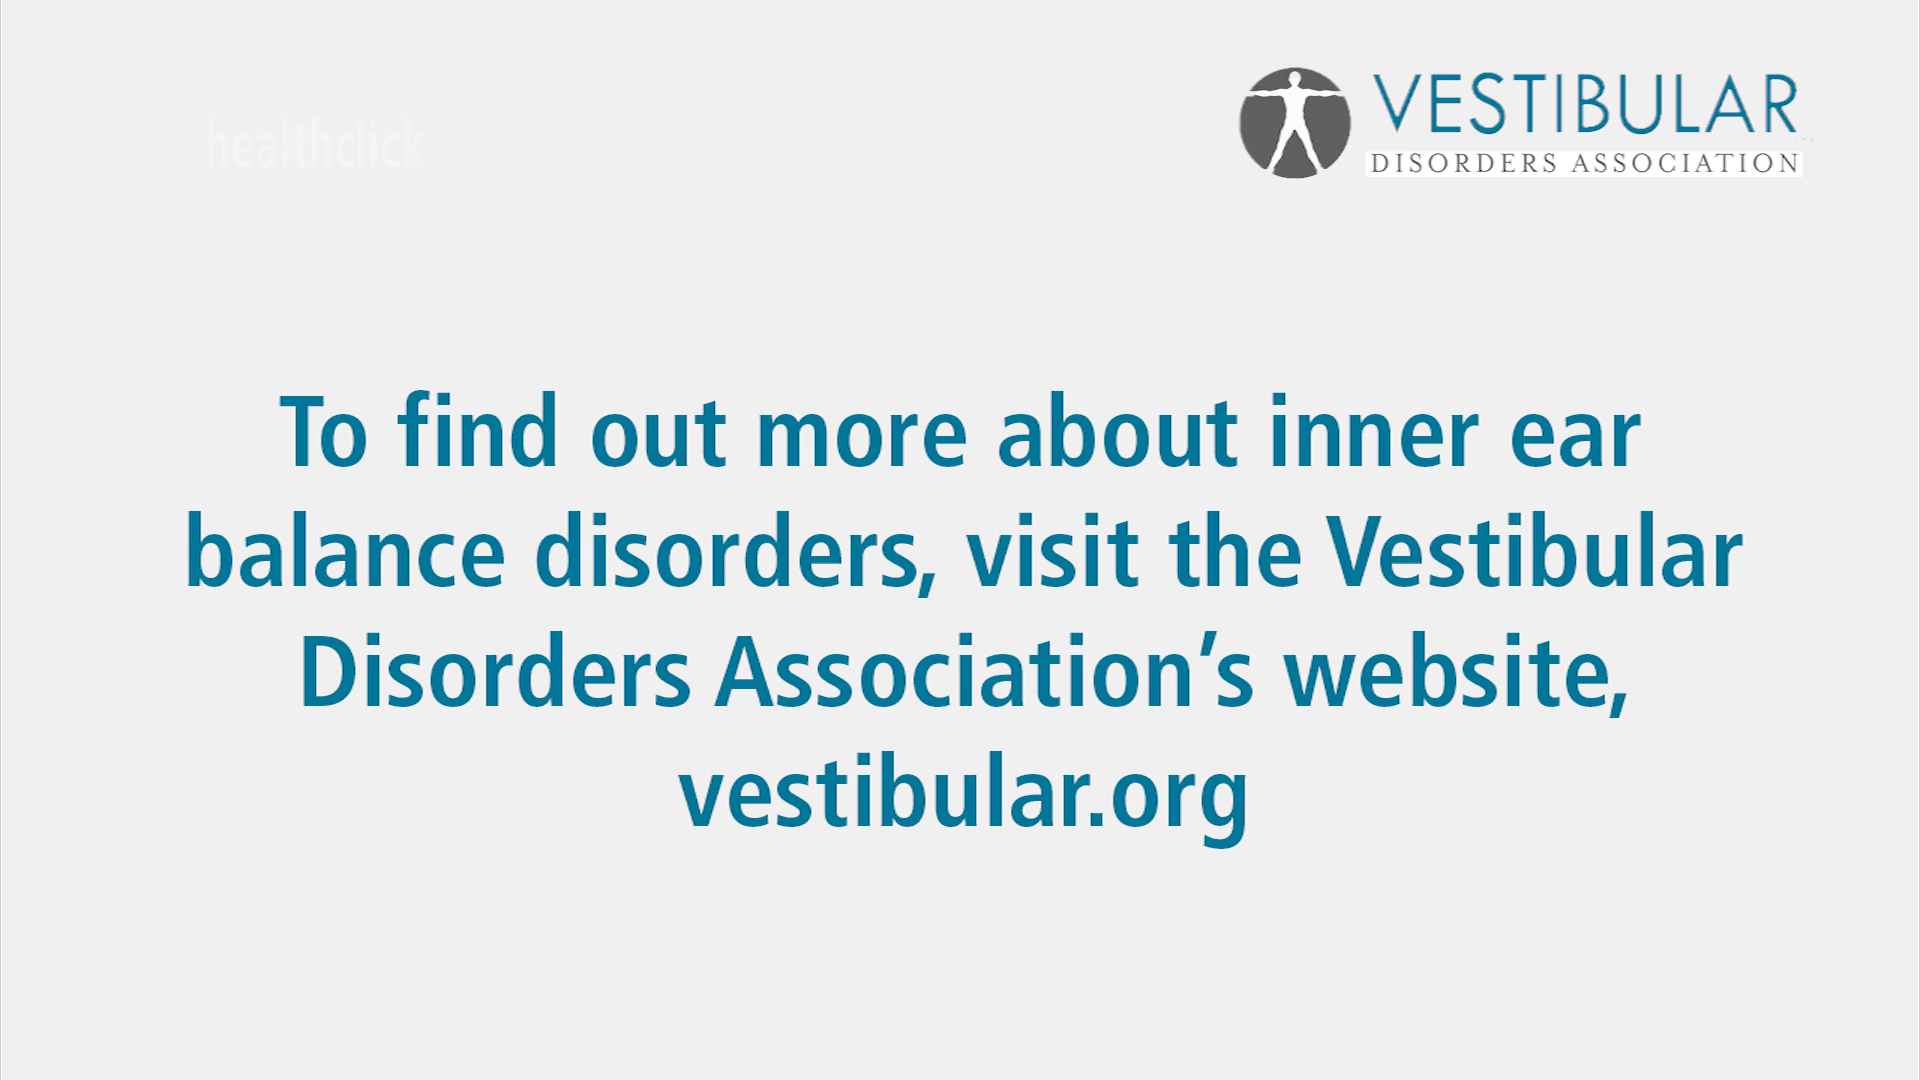 healthclick
VESTIBULAR
DISORDERS ASSOCIATION
To find out more about inner ear
balance disorders, visit the Vestibular
Disorders Association’s website,
vestibular.org